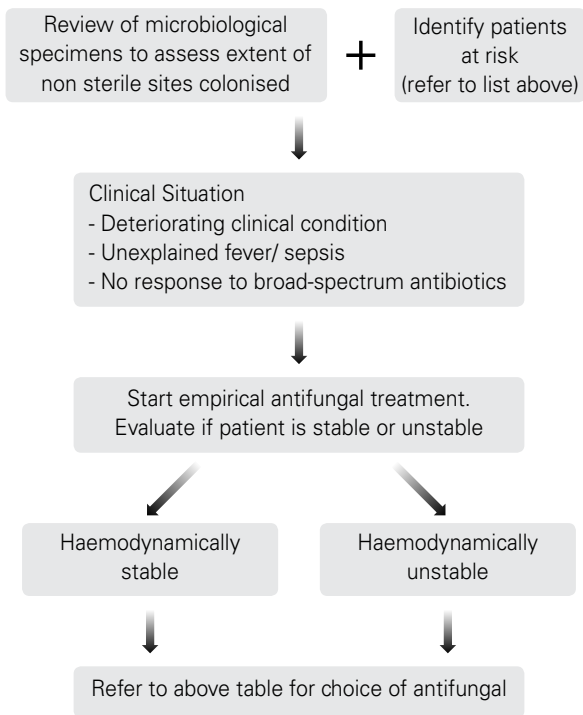 Review of microbiological
specimens to assess extent of
non sterile sites colonised
+
Identify patients
at risk
(refer to list above)
Clinical Situation
- Deteriorating clinical condition
- Unexplained fever/ sepsis
- No response to broad-spectrum antibiotics
Start empirical antifungal treatment.
Evaluate if patient is stable or unstable
Haemodynamically
stable
Haemodynamically
unstable
Refer to above table for choice of antifungal